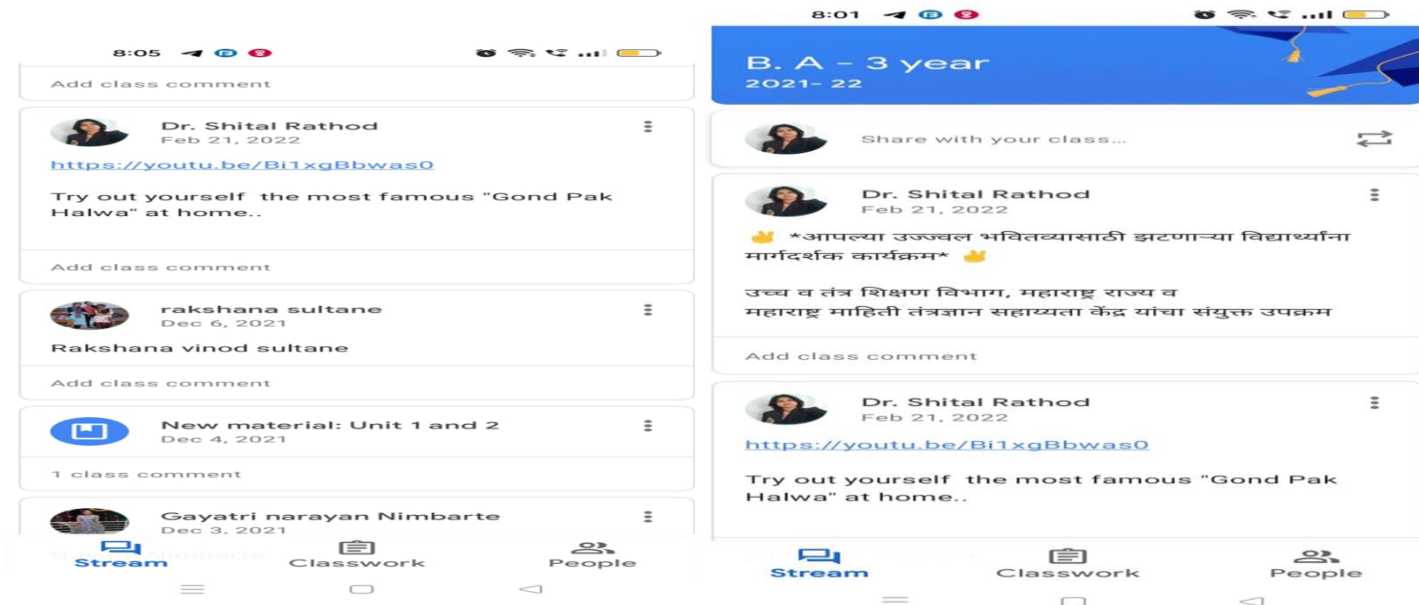 8:05
Add class comment
Dr. Shital Rathod
Feb 21, 2022
https://youtu.be/Bi1xgBbwas0
Try out yourself the most famous "Gond Pak
Halwa" at home..
Add class comment
rakshana sultane
Dec 6, 2021
Rakshana vinod sultane
Add class comment
New material: Unit 1 and 2
Dec 4, 2021
1 class comment
Gayatri narayan Nimbarte
Dec 3, 2021
Stream
Classwork
People
8:01
B. A - 3 year
2021- 22
Share with your class...
Dr. Shital Rathod
Feb 21, 2022
✌ *आपल्या उज्ज्वल भवितव्यासाठी झटणाऱ्या विद्यार्थ्यांना
मार्गदर्शक कार्यक्रम* ✌
उच्च व तंत्र शिक्षण विभाग, महाराष्ट्र राज्य व
महाराष्ट्र माहिती तंत्रज्ञान सहाय्यता केंद्र यांचा संयुक्त उपक्रम
Add class comment
Dr. Shital Rathod
Feb 21, 2022
https://youtu.be/Bi1xgBbwas0
Try out yourself the most famous "Gond Pak
Halwa" at home..
Stream
Classwork
People